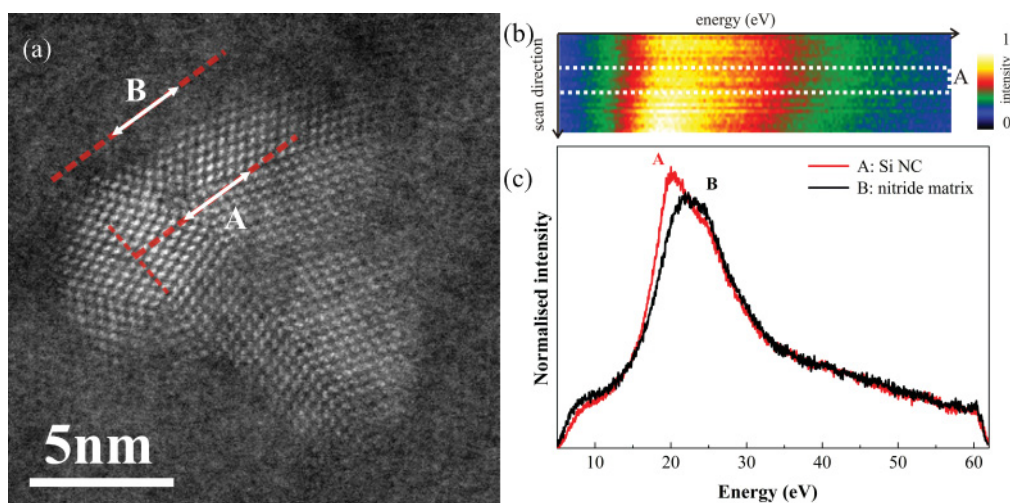 (a)
B
A
5nm
(b)
energy (eV)
scan direction
A
1
intensity
0
(c)
A
B
A: Si NC
B: nitride matrix
Normalised intensity
10
20
30
40
50
60
Energy (eV)